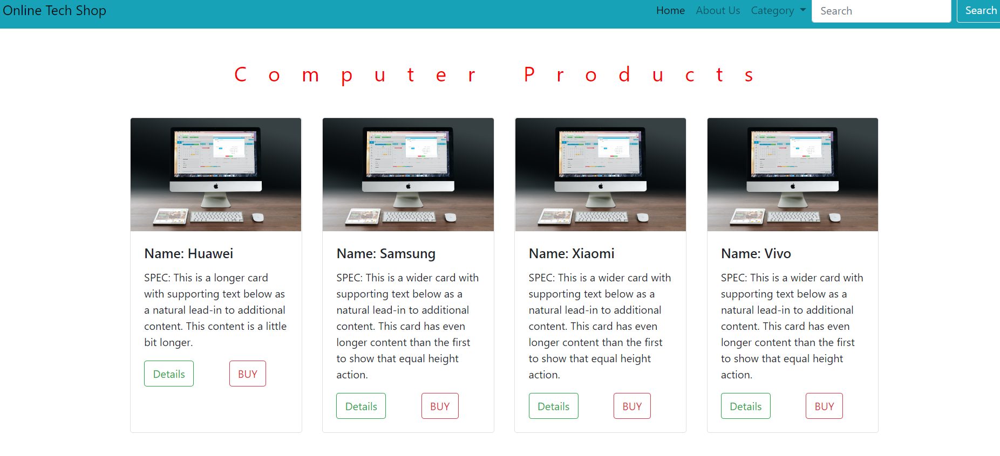 Online Tech Shop
Home About Us Category Search Search
Computer Products
Name: Huawei
SPEC: This is a longer card
with supporting text below as
a natural lead-in to additional
content. This content is a little
bit longer.
Details BUY
Name: Samsung
SPEC: This is a wider card with
supporting text below as a
natural lead-in to additional
content. This card has even
longer content than the first
to show that equal height
action.
Details BUY
Name: Xiaomi
SPEC: This is a wider card with
supporting text below as a
natural lead-in to additional
content. This card has even
longer content than the first
to show that equal height
action.
Details BUY
Name: Vivo
SPEC: This is a wider card with
supporting text below as a
natural lead-in to additional
content. This card has even
longer content than the first
to show that equal height
action.
Details BUY